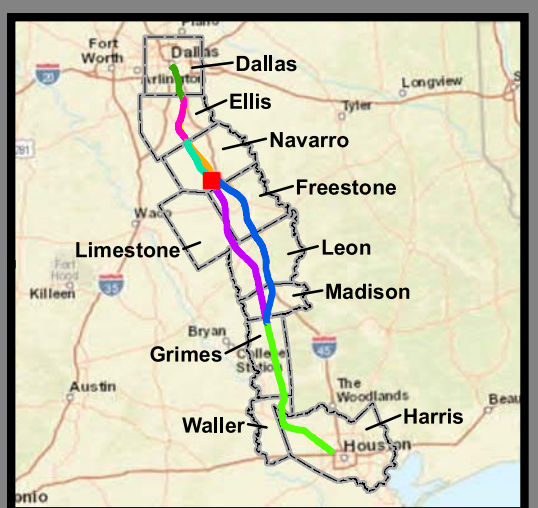 Plano
Fort
Worth
Dallas
Dallas
20
Arlington
Longview
Ellis
Tyler
281
Navarro
Freestone
Waco
Limestone
Leon
Fort
Hood
Killeen
35
Madison
Bryan
Grimes
College
Station
45
Austin
The
Woodlands
Beau
Waller
Harris
Houston
onio